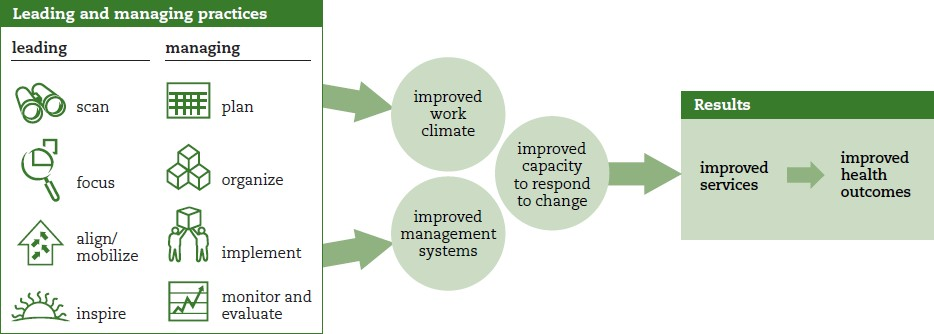 Leading and managing practices
leading
managing
scan
plan
focus
organize
align/
mobilize
implement
inspire
monitor and
evaluate
improved
work
climate
improved
management
systems
improved
capacity
to respond
to change
Results
improved
services
improved
health
outcomes